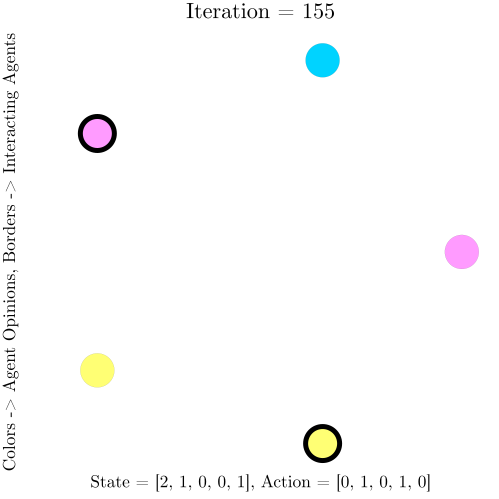 Iteration = 155
Colors -> Agent Opinions, Borders -> Interacting Agents
State = [2, 1, 0, 0, 1], Action = [0, 1, 0, 1, 0]